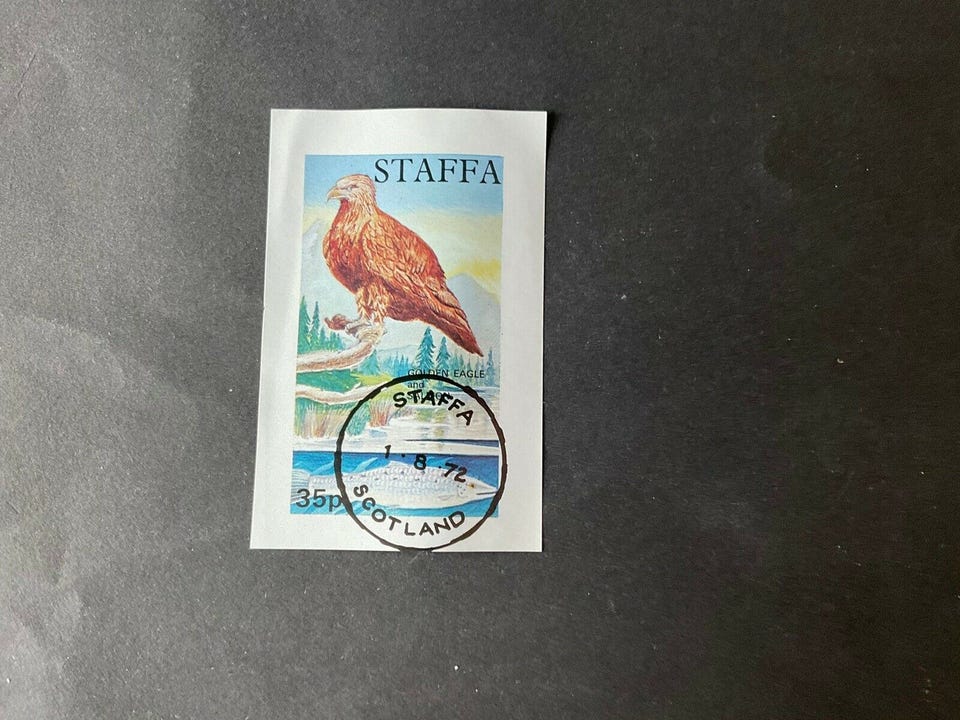 STAFFA
GOLDEN EAGLE
and
STAFFA
1·8·72
35p
SCOTLAND